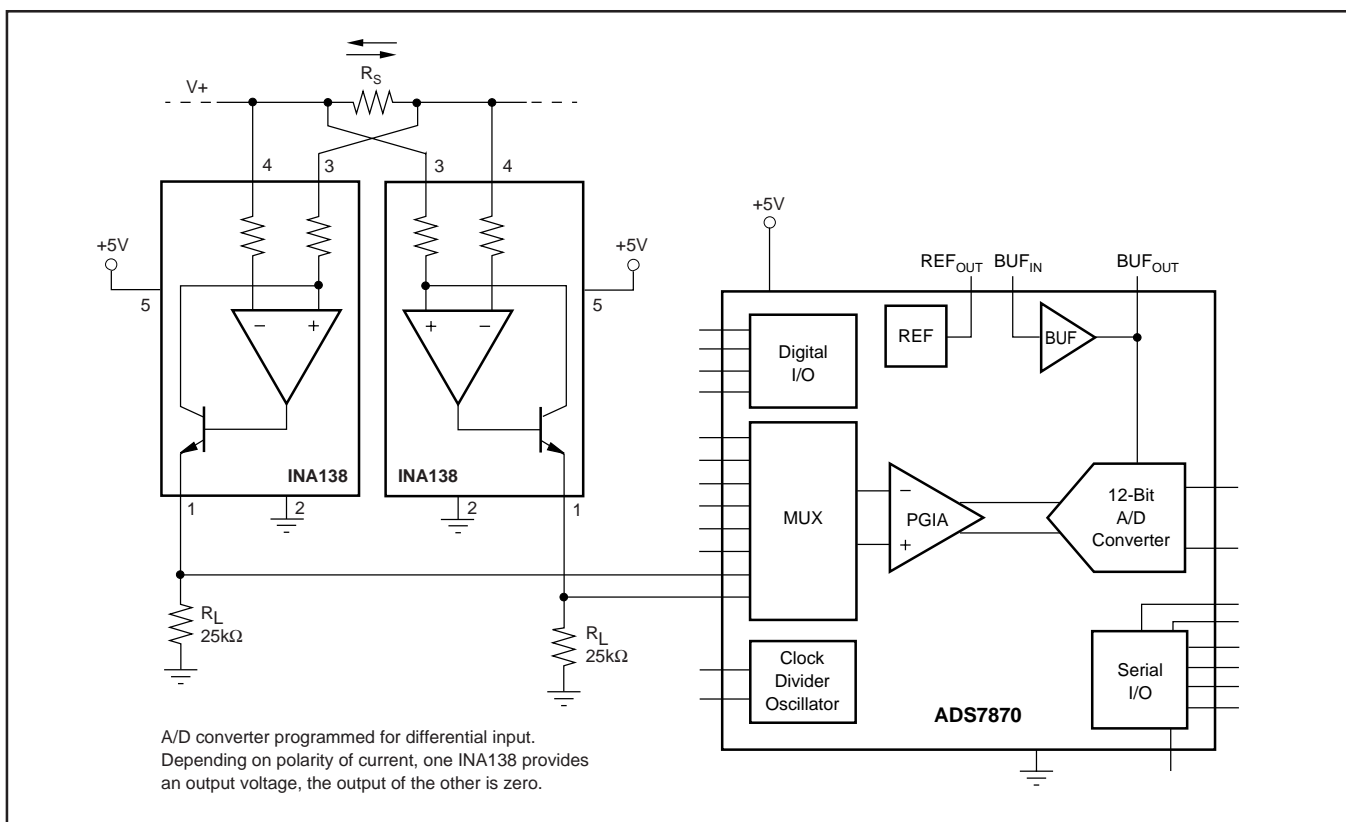 R_S
V+
4
3
3
4
+5V
5
+5V
5
− +
+ −
INA138
INA138
1
2
2
1
R_L
25kΩ
R_L
25kΩ
A/D converter programmed for differential input.
Depending on polarity of current, one INA138 provides
an output voltage, the output of the other is zero.
+5V
REF_OUT
BUF_IN
BUF_OUT
Digital
I/O
REF
BUF
MUX
−
PGIA
+
12-Bit
A/D
Converter
Clock
Divider
Oscillator
Serial
I/O
ADS7870